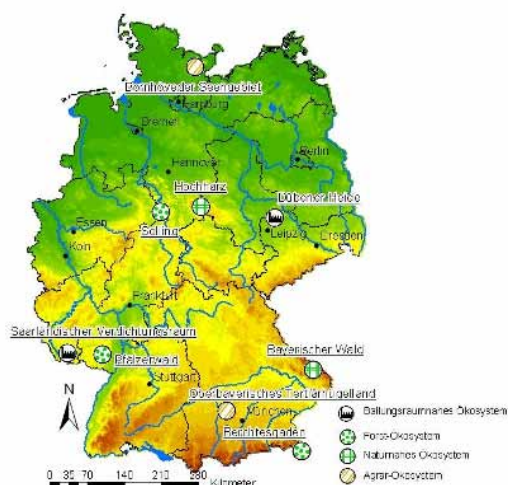 Bornhöveder Seengebiet
Hamburg
Bremen
Berlin
Hannover
Hochharz
Dübener Heide
Essen
Solling
Leipzig
Dresden
Köln
Frankfurt
Saarländischer Verdichtungsraum
Bayerischer Wald
Pfälzerwald
Stuttgart
Oberbayerisches Tertiärhügelland
N
München
Ballungsraumnahes Ökosystem
Berchtesgaden
Forst-Ökosystem
Naturnahes Ökosystem
Agrar-Ökosystem
0 35 70 140 210 280
Kilometer